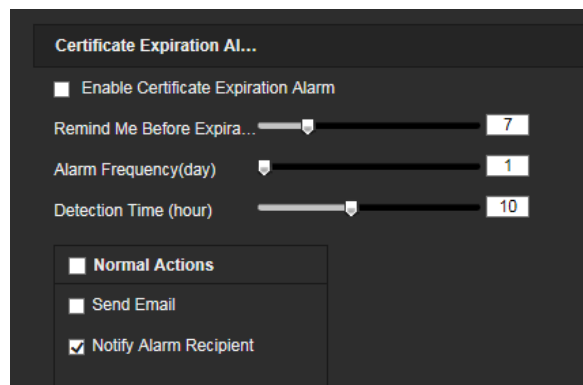 Certificate Expiration Al...
Enable Certificate Expiration Alarm
Remind Me Before Expira... 7
Alarm Frequency(day) 1
Detection Time (hour) 10
Normal Actions
Send Email
Notify Alarm Recipient